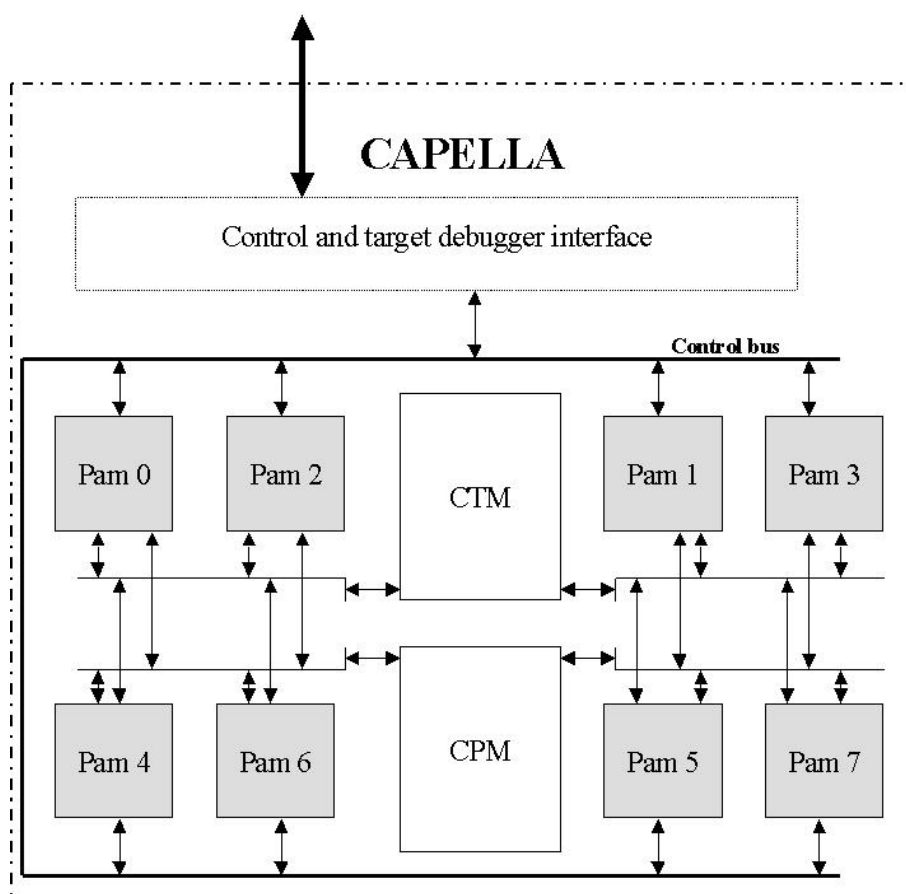 CAPELLA
Control and target debugger interface
Control bus
Pam 0
Pam 2
CTM
Pam 1
Pam 3
Pam 4
Pam 6
CPM
Pam 5
Pam 7